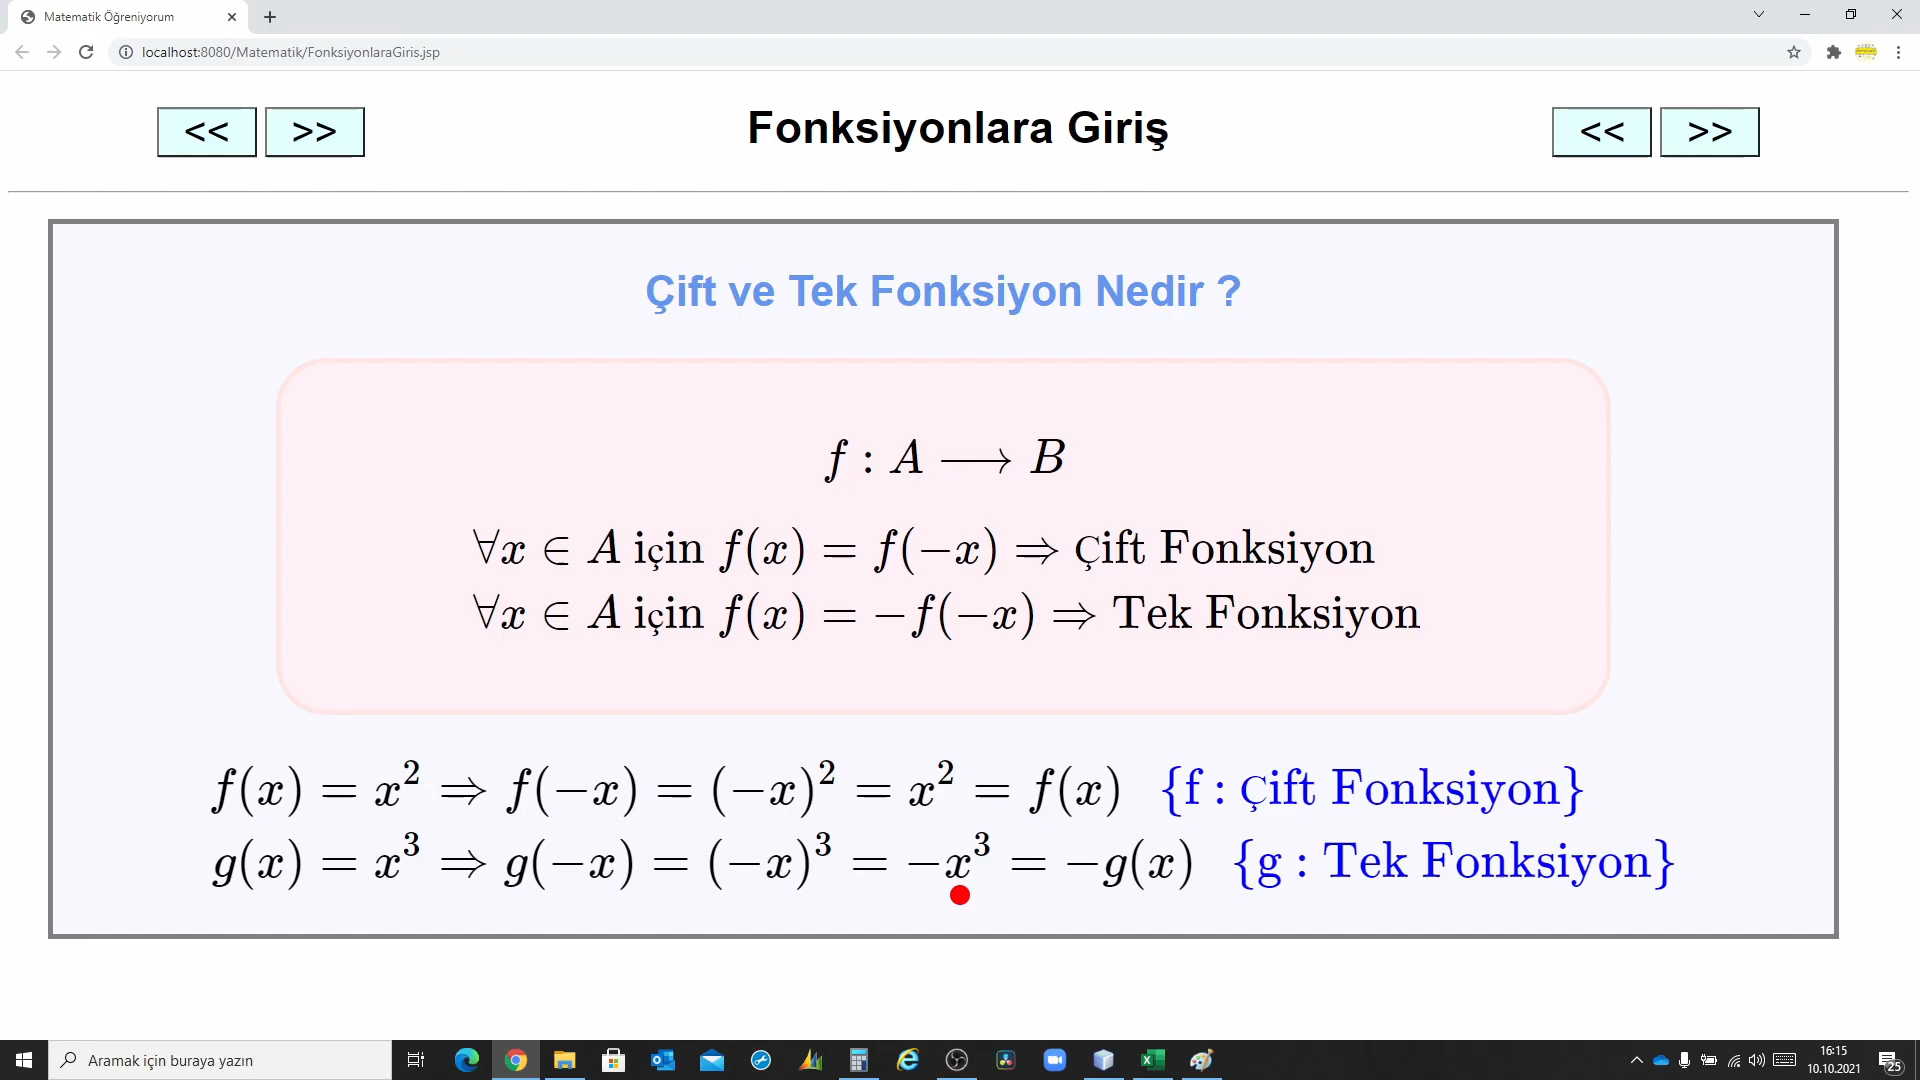 Matematik Öğreniyorum
localhost:8080/Matematik/FonksiyonlaraGiris.jsp
<< >> Fonksiyonlara Giriş << >>
Çift ve Tek Fonksiyon Nedir ?
f : A ⟶ B
∀x ∈ A için f(x) = f(−x) ⇒ Çift Fonksiyon
∀x ∈ A için f(x) = −f(−x) ⇒ Tek Fonksiyon
f(x) = x² ⇒ f(−x) = (−x)² = x² = f(x) {f : Çift Fonksiyon}
g(x) = x³ ⇒ g(−x) = (−x)³ = −x³ = −g(x) {g : Tek Fonksiyon}
Aramak için buraya yazın
16:15
10.10.2021
25